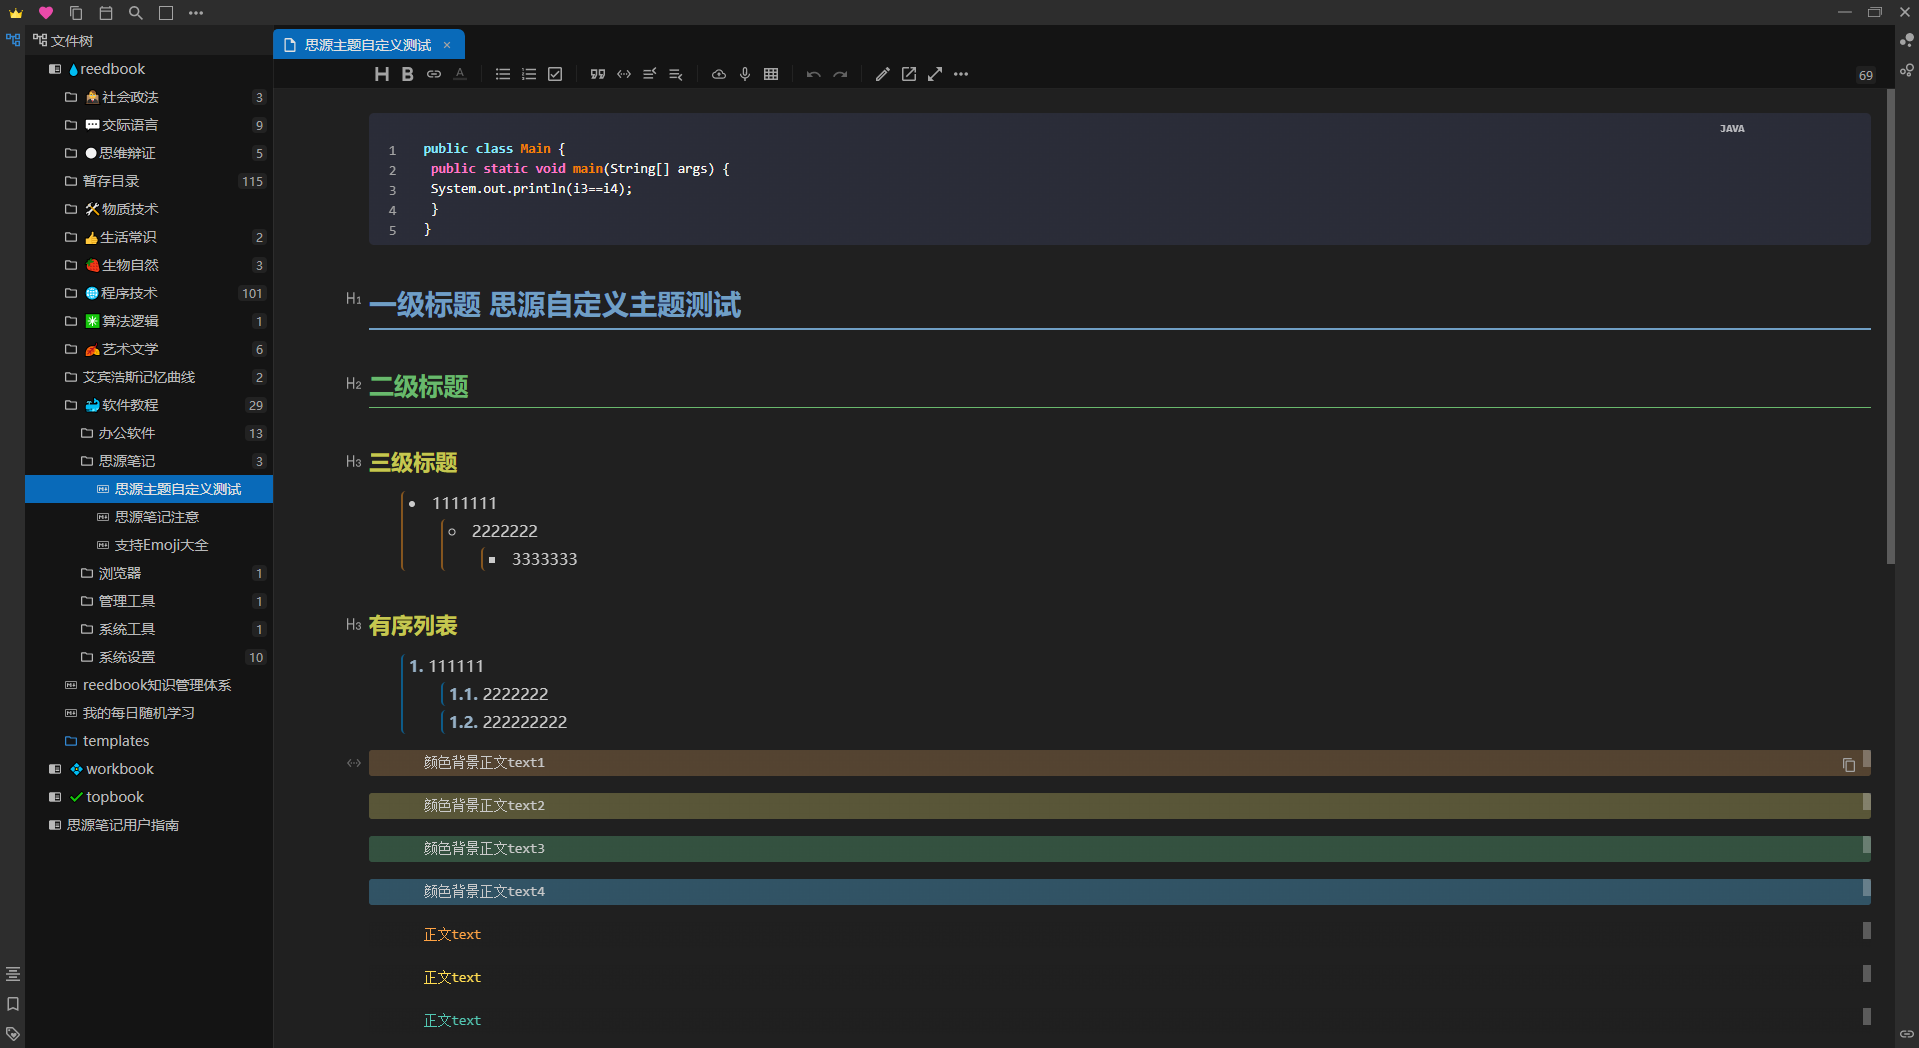 文件树
reedbook
社会政法 3
交际语言 9
思维辩证 5
暂存目录 115
物质技术
生活常识 2
生物自然 3
程序技术 101
算法逻辑 1
艺术文学 6
艾宾浩斯记忆曲线 2
软件教程 29
办公软件 13
思源笔记 3
思源主题自定义测试
思源笔记注意
支持Emoji大全
浏览器 1
管理工具 1
系统工具 1
系统设置 10
reedbook知识管理体系
我的每日随机学习
templates
workbook
topbook
思源笔记用户指南
思源主题自定义测试 ×
H B A
69
JAVA
1 public class Main {
2 public static void main(String[] args) {
3 System.out.println(i3==i4);
4 }
5 }
H1 一级标题 思源自定义主题测试
H2 二级标题
H3 三级标题
1111111
2222222
3333333
H3 有序列表
1. 111111
1.1. 2222222
1.2. 222222222
颜色背景正文text1
颜色背景正文text2
颜色背景正文text3
颜色背景正文text4
正文text
正文text
正文text